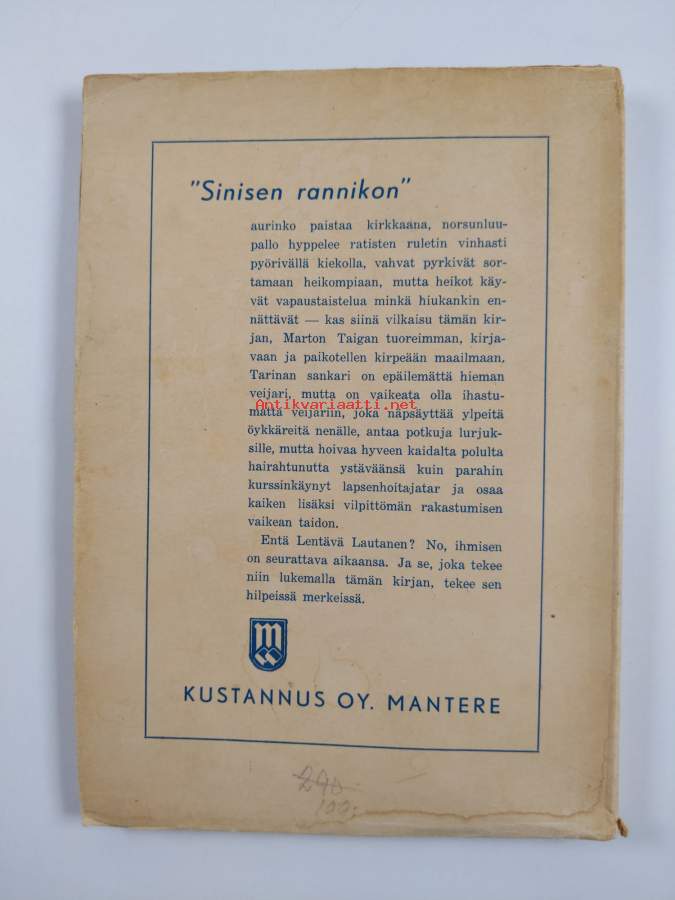 "Sinisen rannikon"
aurinko paistaa kirkkaana, norsunluu-
pallo hyppelee ratisten ruletin vinhasti
pyörivällä kiekolla, vahvat pyrkivät sor-
tamaan heikompiaan, mutta heikot käy-
vät vapaustaistelua minkä hiukankin en-
nättävät — kas siinä vilkaisu tämän kir-
jan, Marton Taigan tuoreimman, kirja-
vaan ja paikotellen kirpeään maailmaan.
Tarinan sankari on epäilemättä hieman
veijari, mutta on vaikeata olla ihastu-
Antikvariaatti.net
matta veijariin, joka näpsäyttää ylpeitä
öykkäreitä nenälle, antaa potkuja lurjuk-
sille, mutta hoivaa hyveen kaidalta polulta
hairahtunutta ystäväänsä kuin parahin
kurssinkäynyt lapsenhoitajatar ja osaa
kaiken lisäksi vilpittömän rakastumisen
vaikean taidon.
Entä Lentävä Lautanen? No, ihmisen
on seurattava aikaansa. Ja se, joka tekee
niin lukemalla tämän kirjan, tekee sen
hilpeissä merkeissä.
m
KUSTANNUS OY. MANTERE
290
100: